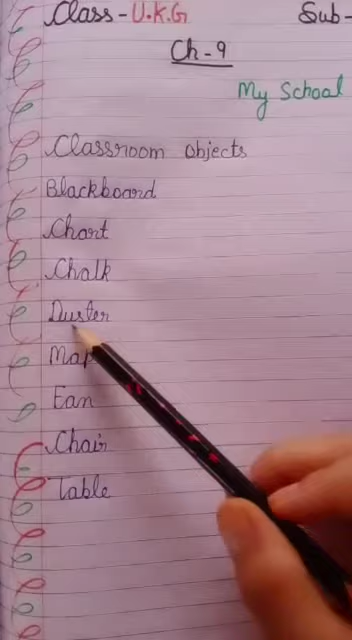 Class - U.K.G Sub-
Ch - 9
My School
Classroom objects
Blackboard
Chart
Chalk
Duster
Map
Fan
Chair
Table